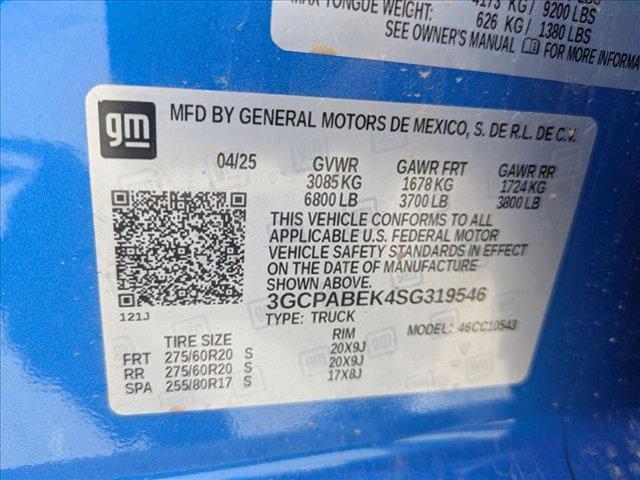 4173 KG/ 9200 LBS
MAX TONGUE WEIGHT: 626 KG/ 1380 LBS
SEE OWNER'S MANUAL FOR MORE INFORMA
gm
MFD BY GENERAL MOTORS DE MEXICO, S. DE R.L. DE C.V.
04/25 GVWR GAWR FRT GAWR RR
3085 KG 1678 KG 1724 KG
6800 LB 3700 LB 3800 LB
THIS VEHICLE CONFORMS TO ALL
APPLICABLE U.S. FEDERAL MOTOR
VEHICLE SAFETY STANDARDS IN EFFECT
ON THE DATE OF MANUFACTURE
SHOWN ABOVE.
3GCPABEK4SG319546
121J
TYPE: TRUCK MODEL: 46CC10543
TIRE SIZE RIM
FRT 275/60R20 S 20X9J
RR 275/60R20 S 20X9J
SPA 255/80R17 S 17X8J